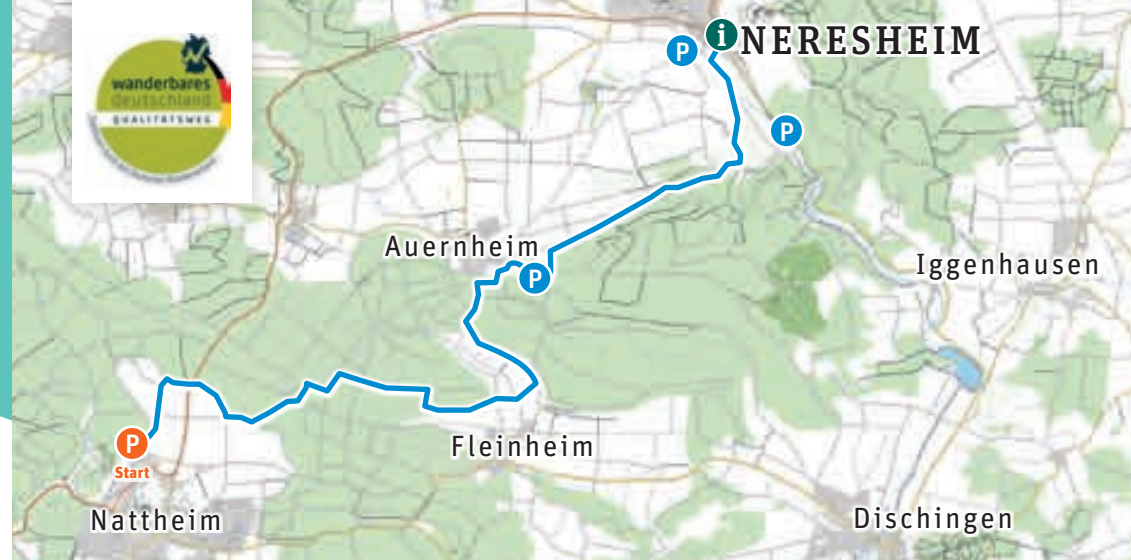 wanderbares
deutschland
QUALITÄTSWEG
P
i
NERESHEIM
P
Auernheim
P
Iggenhausen
P
Start
Fleinheim
Nattheim
Dischingen